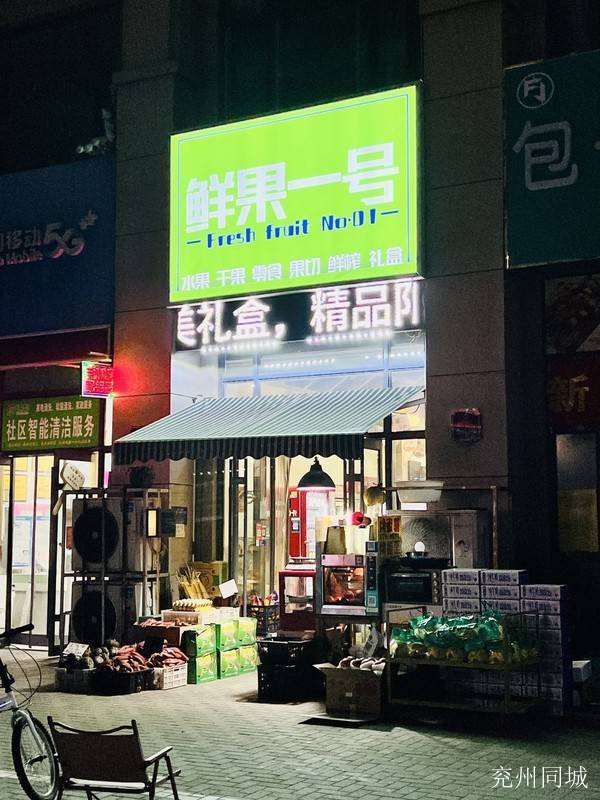 鲜果一号
Fresh fruit No.01
水果 干果 零食 果切 鲜榨 礼盒
礼盒，精品
移动5G
Mobile
社区智能清洁服务
包
新
兖州同城